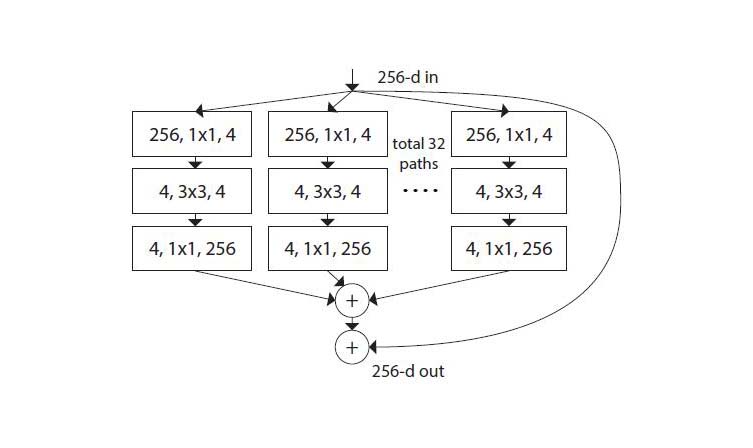 256-d in
256, 1x1, 4
256, 1x1, 4
256, 1x1, 4
total 32
paths
....
4, 3x3, 4
4, 3x3, 4
4, 3x3, 4
4, 1x1, 256
4, 1x1, 256
4, 1x1, 256
+
+
256-d out